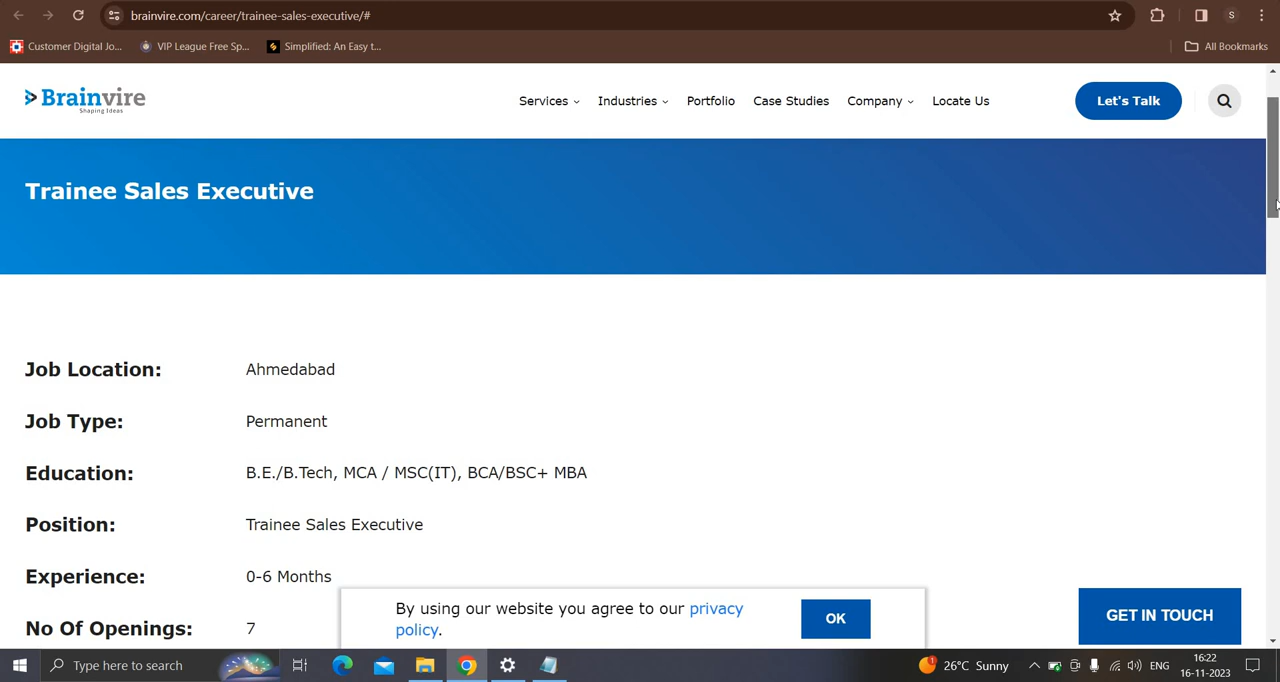 brainvire.com/career/trainee-sales-executive/#
S
Customer Digital Jo...
VIP League Free Sp...
Simplified: An Easy t...
All Bookmarks
Brainvire
Shaping Ideas
Services
Industries
Portfolio
Case Studies
Company
Locate Us
Let's Talk
Trainee Sales Executive
Job Location: Ahmedabad
Job Type: Permanent
Education: B.E./B.Tech, MCA / MSC(IT), BCA/BSC+ MBA
Position: Trainee Sales Executive
Experience: 0-6 Months
No Of Openings: 7
By using our website you agree to our privacy
policy.
OK
GET IN TOUCH
Type here to search
1
26°C Sunny
ENG
16:22
16-11-2023